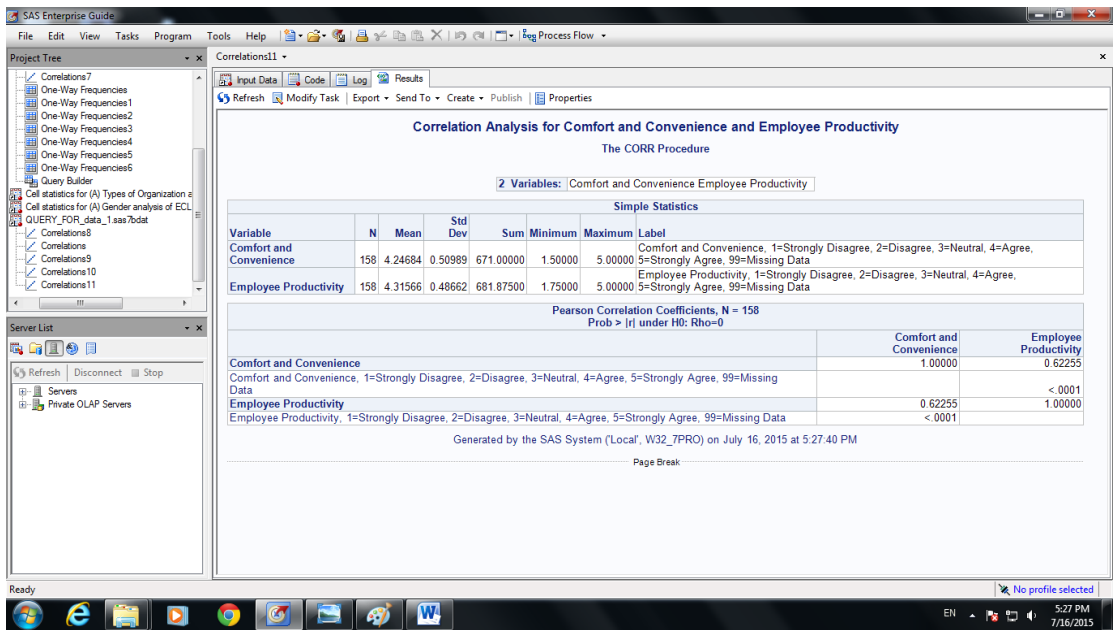 SAS Enterprise Guide
File Edit View Tasks Program Tools Help Process Flow
Project Tree
Correlations7
One-Way Frequencies
One-Way Frequencies1
One-Way Frequencies2
One-Way Frequencies3
One-Way Frequencies4
One-Way Frequencies5
One-Way Frequencies6
Query Builder
Cell statistics for (A) Types of Organization a
Cell statistics for (A) Gender analysis of ECL
QUERY_FOR_data_1.sas7bdat
Correlations8
Correlations
Correlations9
Correlations10
Correlations11
Server List
Refresh Disconnect Stop
Servers
Private OLAP Servers
Correlations11
Input Data Code Log Results
Refresh Modify Task Export Send To Create Publish Properties
Correlation Analysis for Comfort and Convenience and Employee Productivity
The CORR Procedure
2 Variables: Comfort and Convenience Employee Productivity
Simple Statistics
Variable N Mean Std Dev Sum Minimum Maximum Label
Comfort and Convenience 158 4.24684 0.50989 671.00000 1.50000 5.00000 Comfort and Convenience, 1=Strongly Disagree, 2=Disagree, 3=Neutral, 4=Agree, 5=Strongly Agree, 99=Missing Data
Employee Productivity 158 4.31566 0.48662 681.87500 1.75000 5.00000 Employee Productivity, 1=Strongly Disagree, 2=Disagree, 3=Neutral, 4=Agree, 5=Strongly Agree, 99=Missing Data
Pearson Correlation Coefficients, N = 158
Prob > |r| under H0: Rho=0
Comfort and Convenience Employee Productivity
Comfort and Convenience 1.00000 0.62255
Comfort and Convenience, 1=Strongly Disagree, 2=Disagree, 3=Neutral, 4=Agree, 5=Strongly Agree, 99=Missing
Data <.0001
Employee Productivity 0.62255 1.00000
Employee Productivity, 1=Strongly Disagree, 2=Disagree, 3=Neutral, 4=Agree, 5=Strongly Agree, 99=Missing Data <.0001
Generated by the SAS System ('Local', W32_7PRO) on July 16, 2015 at 5:27:40 PM
Page Break
Ready
No profile selected
EN
5:27 PM
7/16/2015